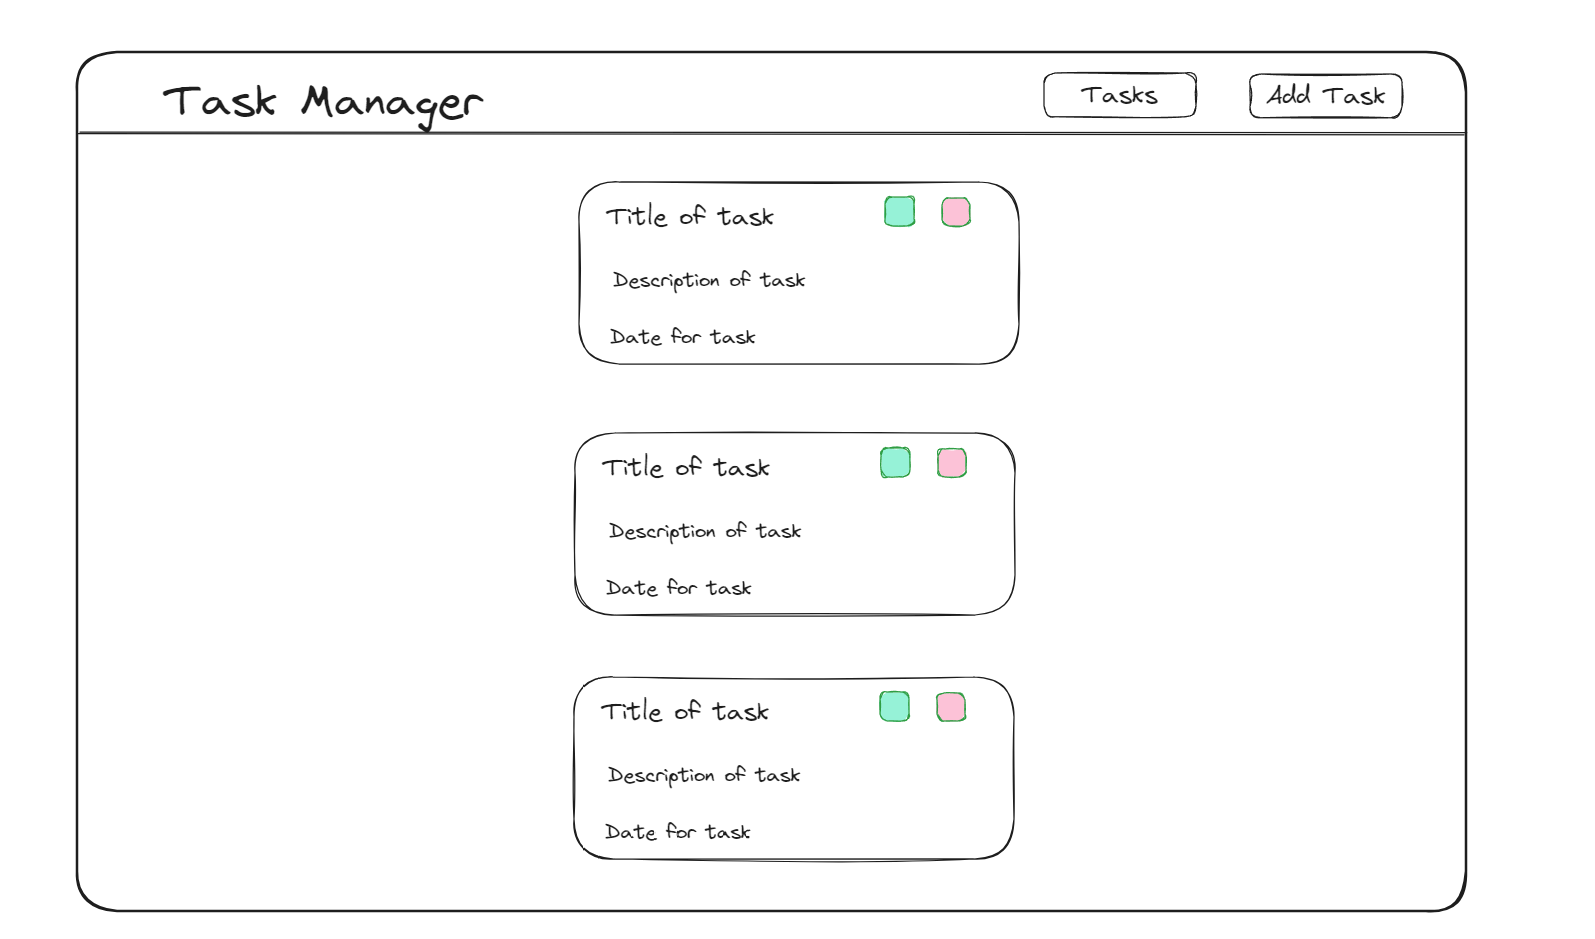 Task Manager
Tasks
Add Task
Title of task
Description of task
Date for task
Title of task
Description of task
Date for task
Title of task
Description of task
Date for task